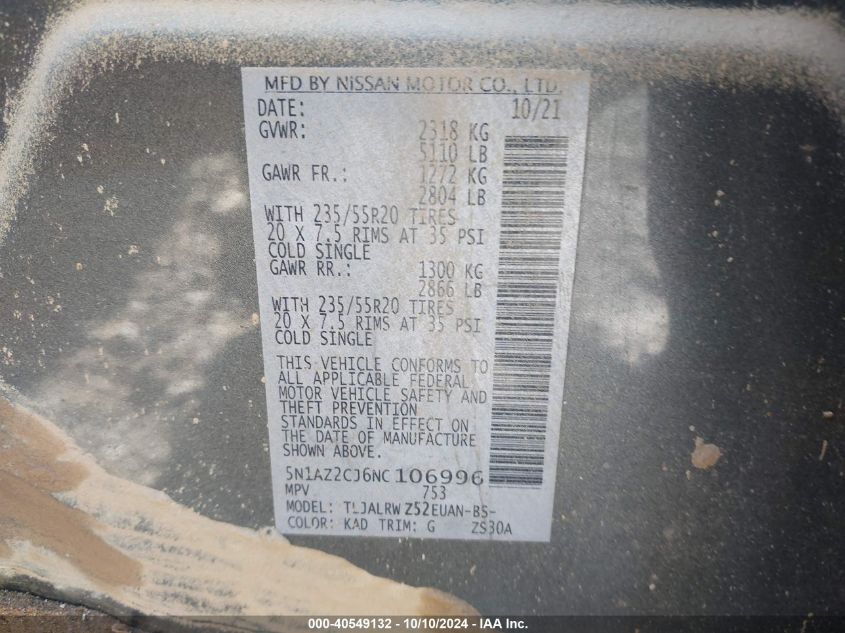 MFD BY NISSAN MOTOR CO., LTD.
DATE: 10/21
GVWR: 2318 KG
5110 LB
GAWR FR.: 1272 KG
2804 LB
WITH 235/55R20 TIRES
20 X 7.5 RIMS AT 35 PSI
COLD SINGLE
GAWR RR.: 1300 KG
2866 LB
WITH 235/55R20 TIRES
20 X 7.5 RIMS AT 35 PSI
COLD SINGLE
THIS VEHICLE CONFORMS TO
ALL APPLICABLE FEDERAL
MOTOR VEHICLE SAFETY AND
THEFT PREVENTION
STANDARDS IN EFFECT ON
THE DATE OF MANUFACTURE
SHOWN ABOVE.
5N1AZ2CJ6NC106996
MPV 753
MODEL: TLJALRWZ52EUAN-BS-
COLOR: KAD TRIM: G ZS30A
000-40549132 - 10/10/2024 - IAA Inc.